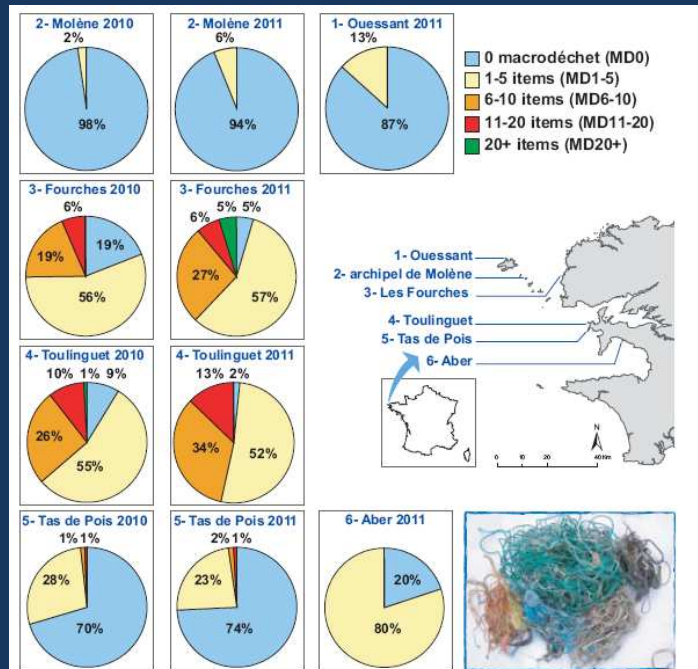 2- Molène 2010
2%
98%
2- Molène 2011
6%
94%
1- Ouessant 2011
13%
87%
0 macrodéchet (MD0)
1-5 items (MD1-5)
6-10 items (MD6-10)
11-20 items (MD11-20)
20+ items (MD20+)
3- Fourches 2010
6%
19%
19%
56%
3- Fourches 2011
5%
5%
6%
27%
57%
1- Ouessant
2- archipel de Molène
3- Les Fourches
4- Toulinguet
5- Tas de Pois
6- Aber
4- Toulinguet 2010
10%
1%
9%
26%
55%
4- Toulinguet 2011
13%
2%
34%
52%
N
0
20
40 Km
5- Tas de Pois 2010
1%
1%
28%
70%
5- Tas de Pois 2011
2%
1%
23%
74%
6- Aber 2011
20%
80%